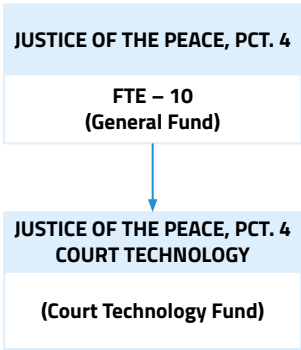 JUSTICE OF THE PEACE, PCT. 4
FTE – 10
(General Fund)
JUSTICE OF THE PEACE, PCT. 4
COURT TECHNOLOGY
(Court Technology Fund)